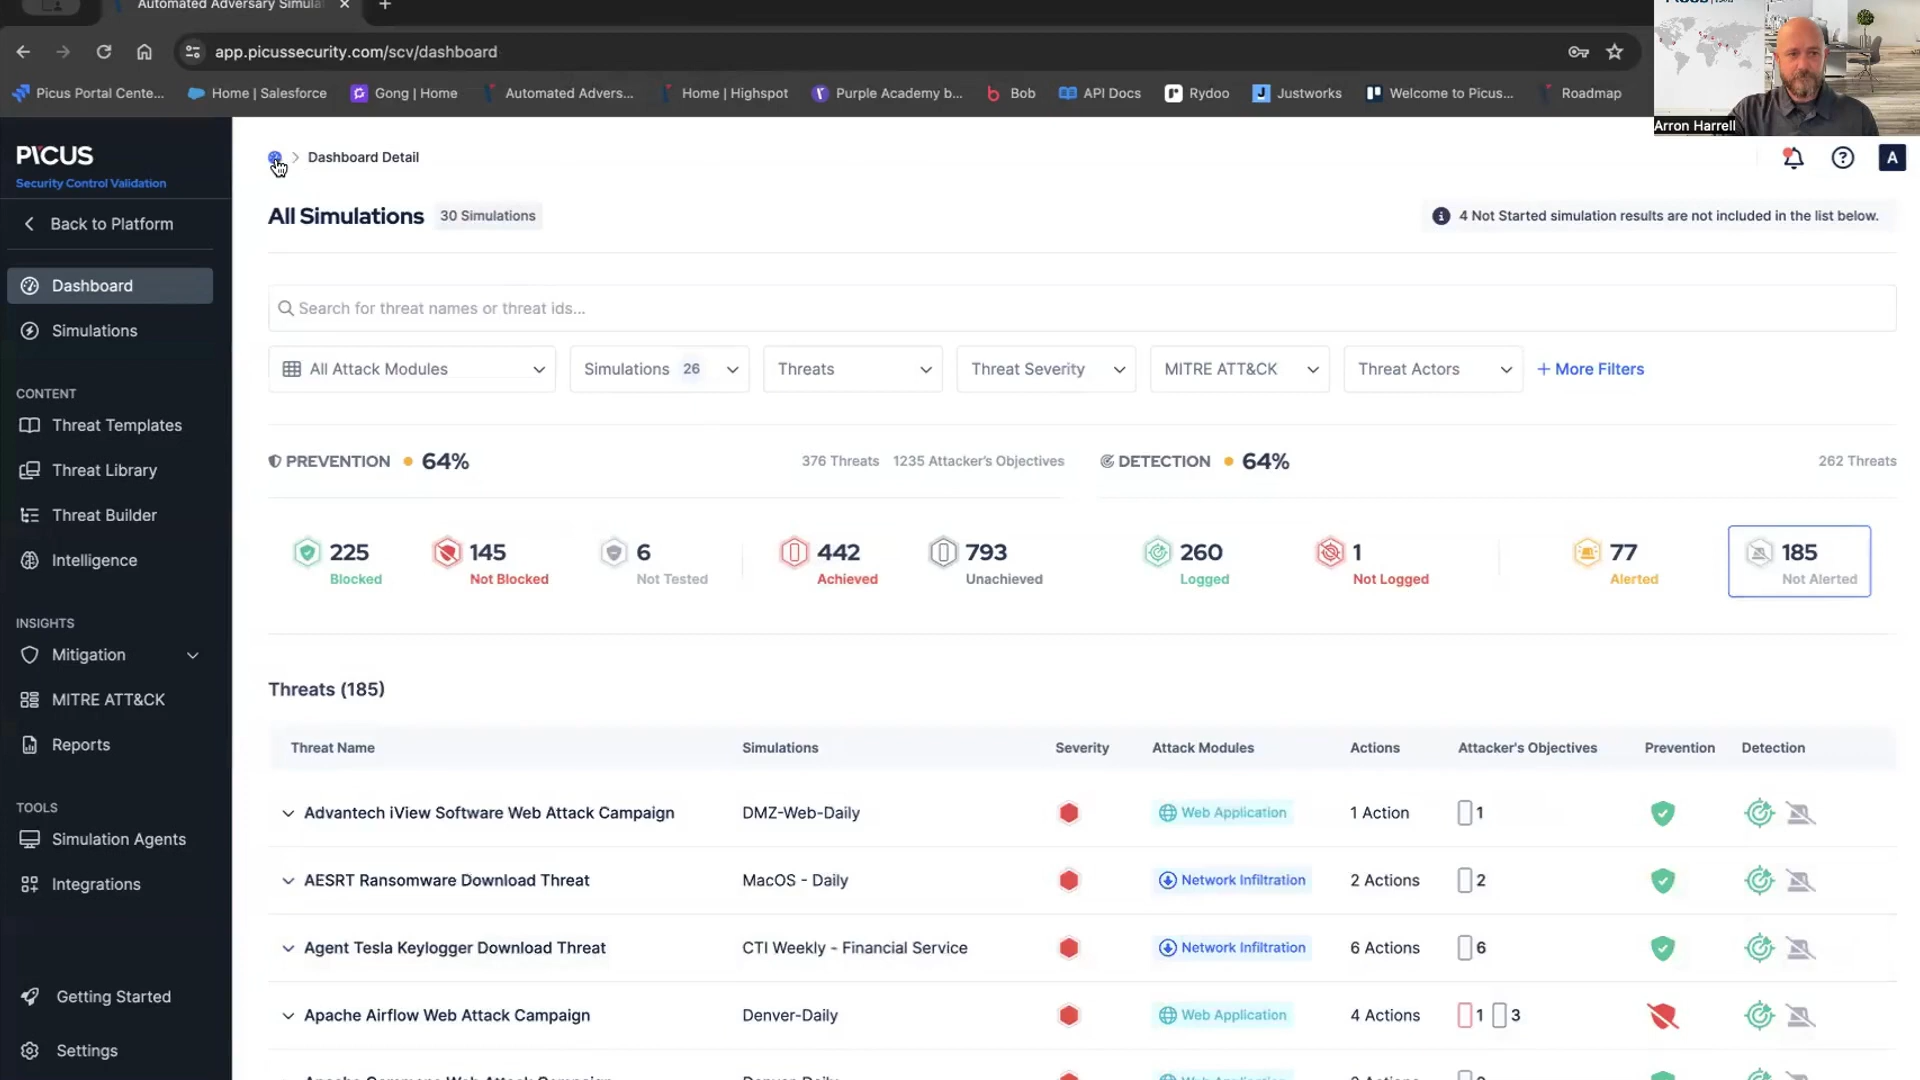 Automated Adversary Simula
app.picussecurity.com/scv/dashboard
Picus Portal Cente...
Home | Salesforce
Gong | Home
Automated Advers...
Home | Highspot
Purple Academy b...
Bob
API Docs
Rydoo
Justworks
Welcome to Picus...
Roadmap
Arron Harrell
PICUS
Security Control Validation
Back to Platform
Dashboard
Simulations
CONTENT
Threat Templates
Threat Library
Threat Builder
Intelligence
INSIGHTS
Mitigation
MITRE ATT&CK
Reports
TOOLS
Simulation Agents
Integrations
Getting Started
Settings
Dashboard Detail
A
All Simulations 30 Simulations
4 Not Started simulation results are not included in the list below.
Search for threat names or threat ids...
All Attack Modules
Simulations 26
Threats
Threat Severity
MITRE ATT&CK
Threat Actors
+ More Filters
PREVENTION 64%
376 Threats 1235 Attacker's Objectives
DETECTION 64%
262 Threats
225 Blocked
145 Not Blocked
6 Not Tested
442 Achieved
793 Unachieved
260 Logged
1 Not Logged
77 Alerted
185 Not Alerted
Threats (185)
Threat Name Simulations Severity Attack Modules Actions Attacker's Objectives Prevention Detection
Advantech iView Software Web Attack Campaign DMZ-Web-Daily Web Application 1 Action 1
AESRT Ransomware Download Threat MacOS - Daily Network Infiltration 2 Actions 2
Agent Tesla Keylogger Download Threat CTI Weekly - Financial Service Network Infiltration 6 Actions 6
Apache Airflow Web Attack Campaign Denver-Daily Web Application 4 Actions 1 3